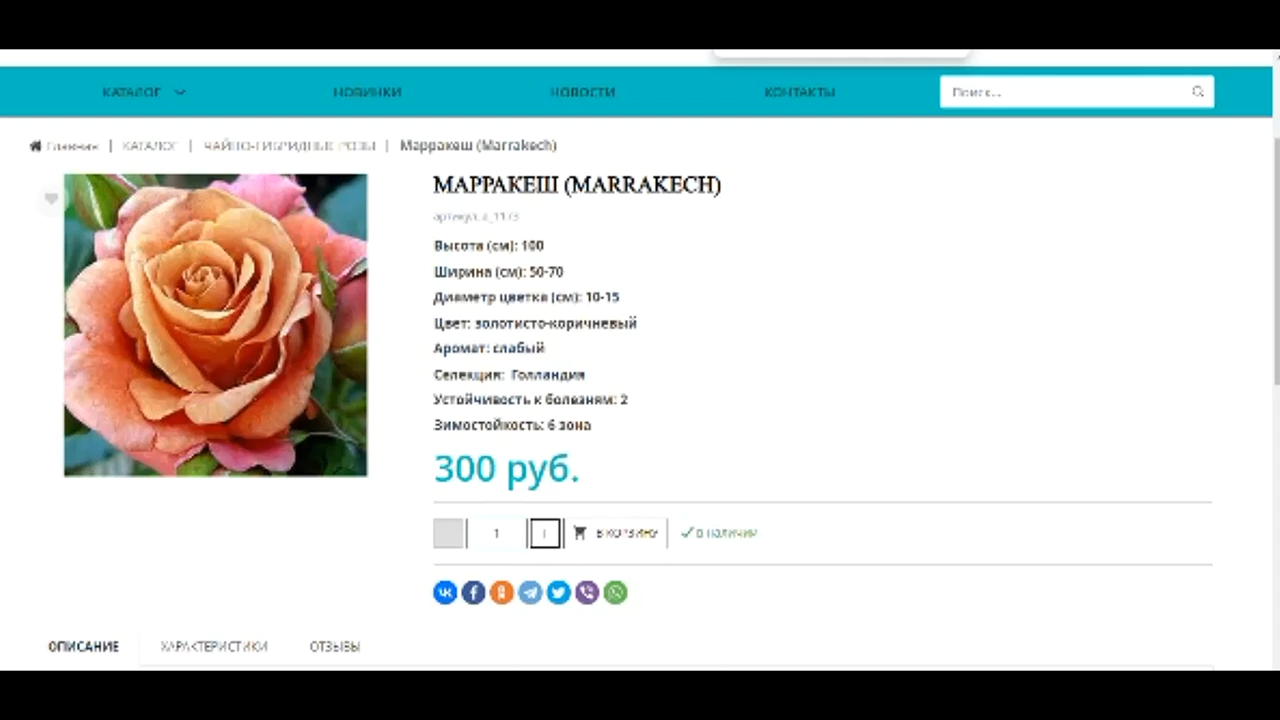 КАТАЛОГ
НОВИНКИ
НОВОСТИ
КОНТАКТЫ
Поиск...
Главная | КАТАЛОГ | ЧАЙНО-ГИБРИДНЫЕ РОЗЫ | Марракеш (Marrakech)
МАРРАКЕШ (MARRAKECH)
артикул:
Высота (см): 100
Ширина (см): 50-70
Диаметр цветка (см): 10-15
Цвет: золотисто-коричневый
Аромат: слабый
Селекция: Голландия
Устойчивость к болезням: 2
Зимостойкость: 6 зона
300 руб.
1
В КОРЗИНУ
В наличии
ОПИСАНИЕ
ХАРАКТЕРИСТИКИ
ОТЗЫВЫ